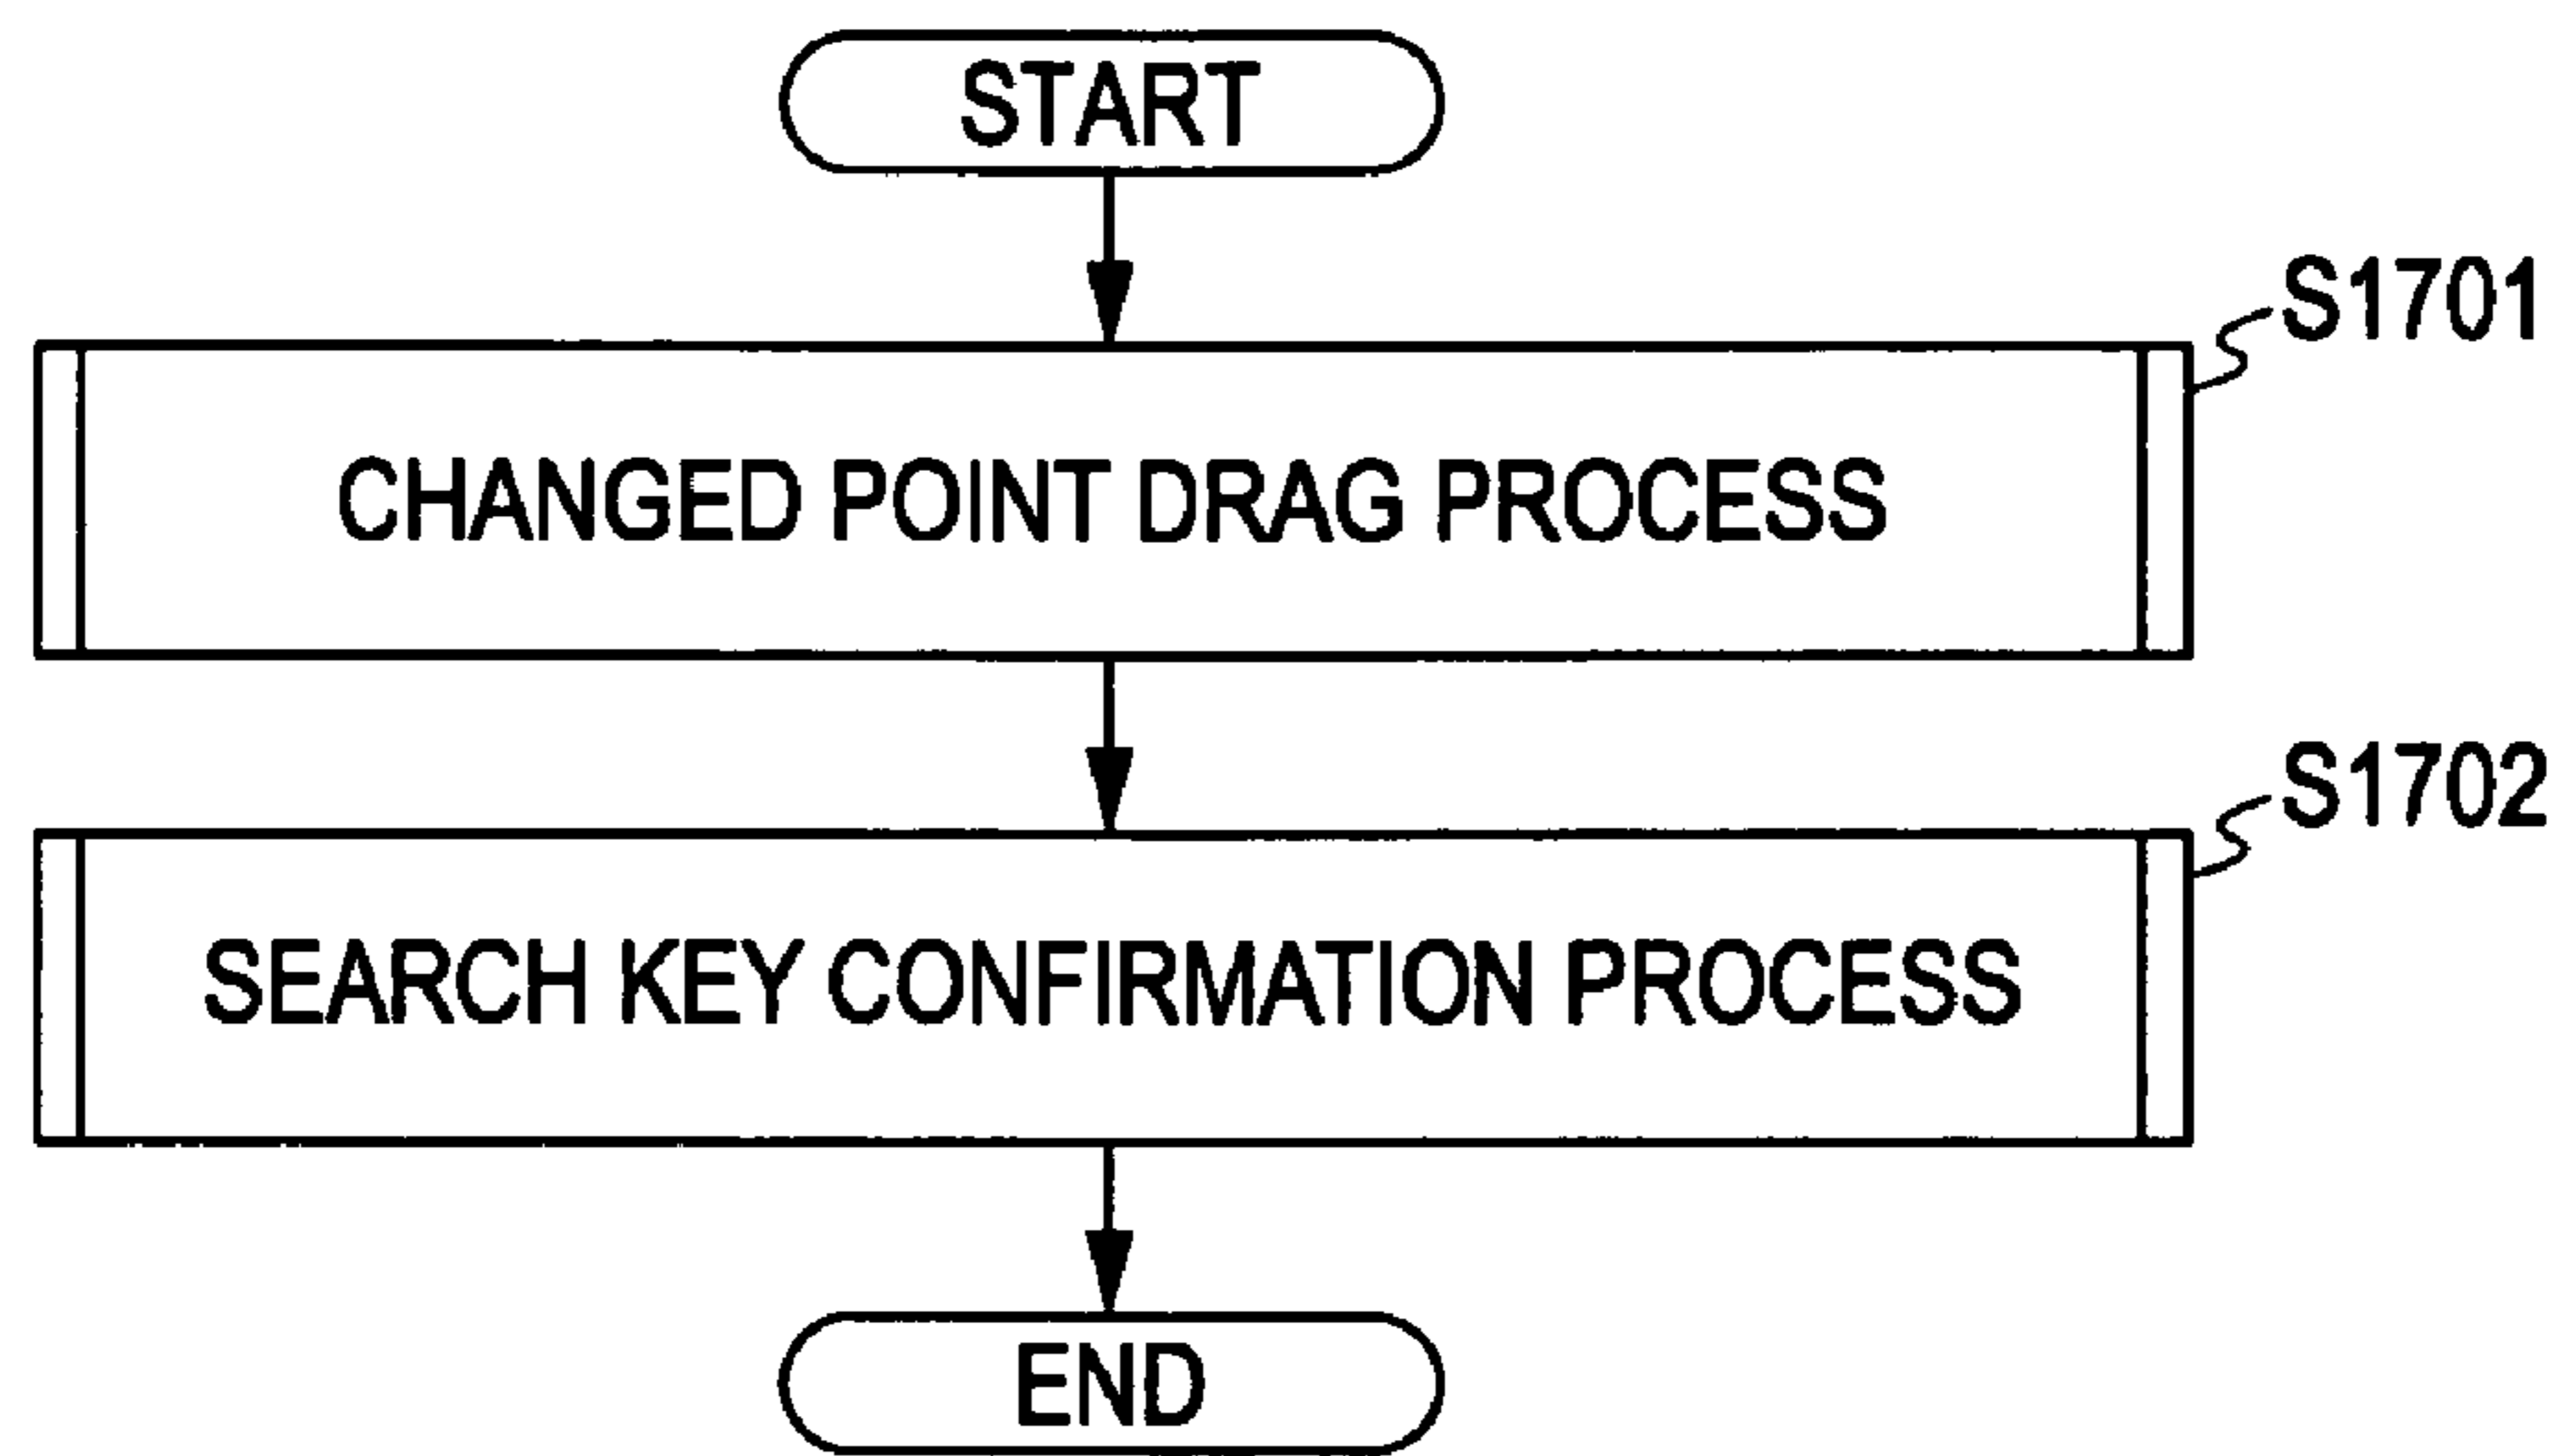 START
S1701
CHANGED POINT DRAG PROCESS
S1702
SEARCH KEY CONFIRMATION PROCESS
END